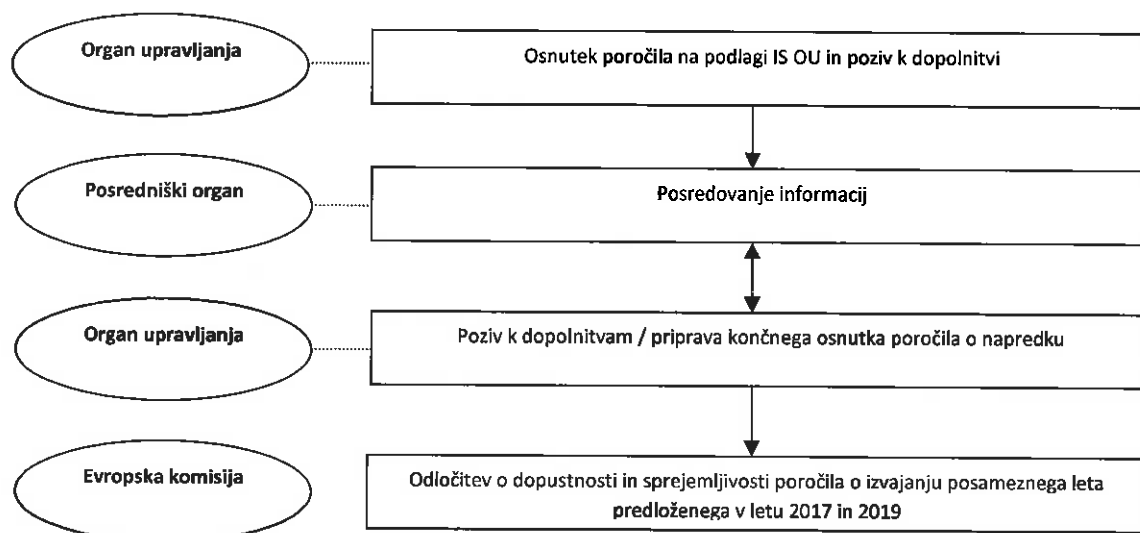 Organ upravljanja
Osnutek poročila na podlagi IS OU in poziv k dopolnitvi
Posredniški organ
Posredovanje informacij
Organ upravljanja
Poziv k dopolnitvam / priprava končnega osnutka poročila o napredku
Evropska komisija
Odločitev o dopustnosti in sprejemljivosti poročila o izvajanju posameznega leta
predloženega v letu 2017 in 2019